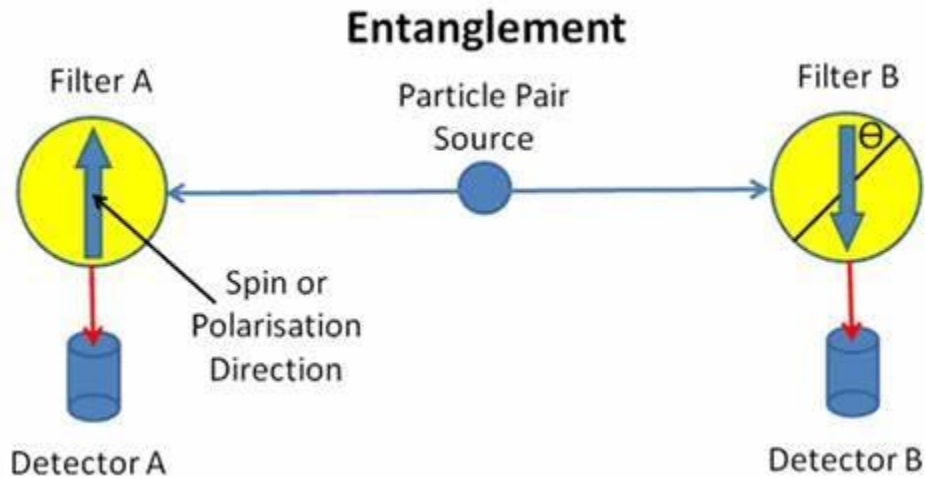 Entanglement
Filter A
Particle Pair
Source
Filter B
Θ
Spin or
Polarisation
Direction
Detector A
Detector B